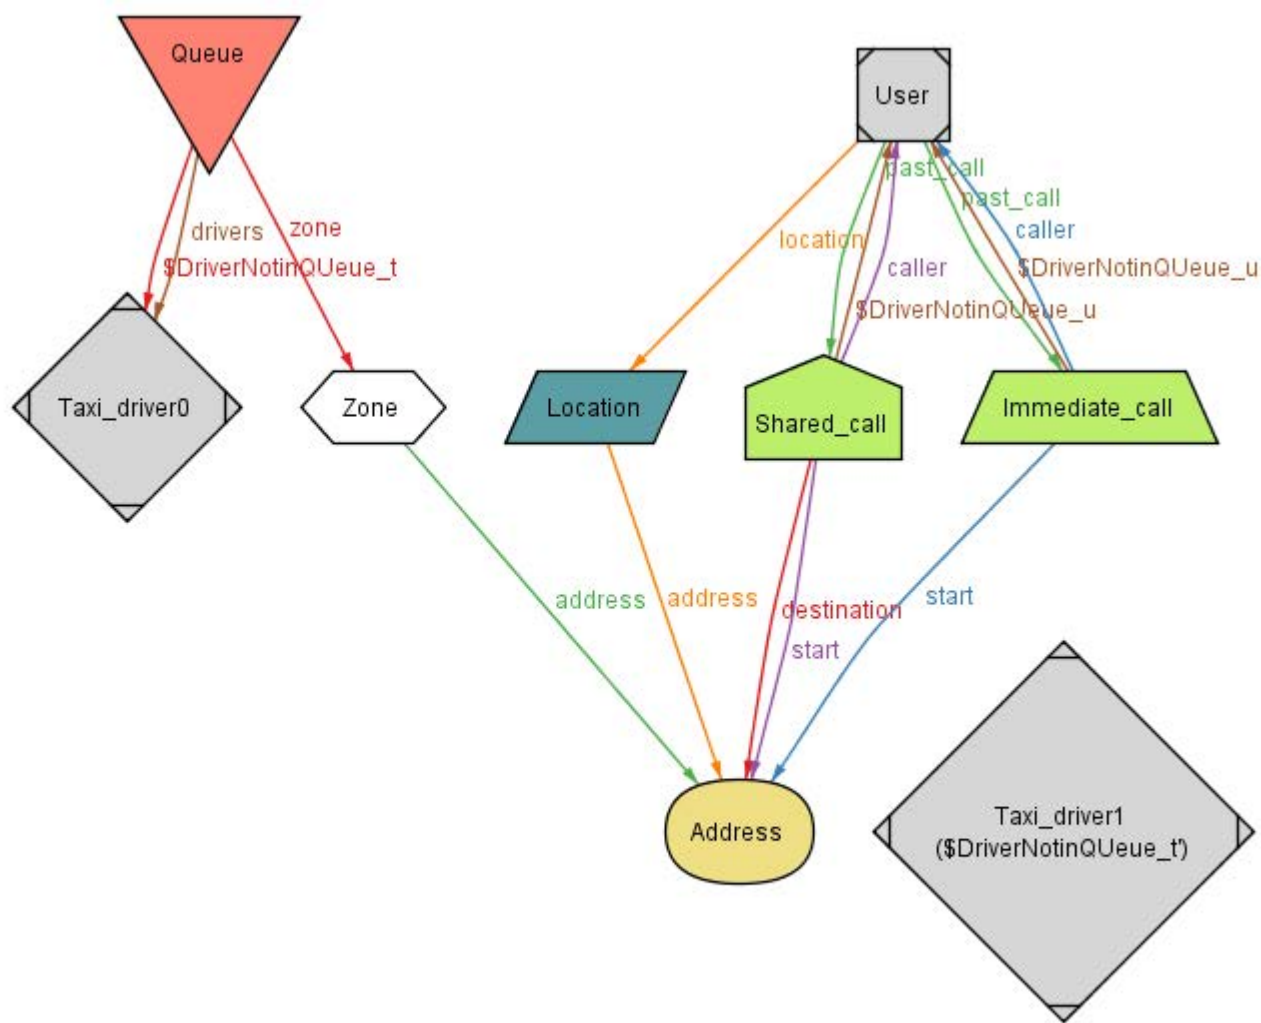 Queue
User
past_call
past_call
drivers
zone
location
caller
caller
$DriverNotinQUeue_t
$DriverNotinQUeue_u
$DriverNotinQUeue_u
Taxi_driver0
Zone
Location
Shared_call
Immediate_call
address
address
destination
start
start
Address
Taxi_driver1
($DriverNotinQUeue_t')